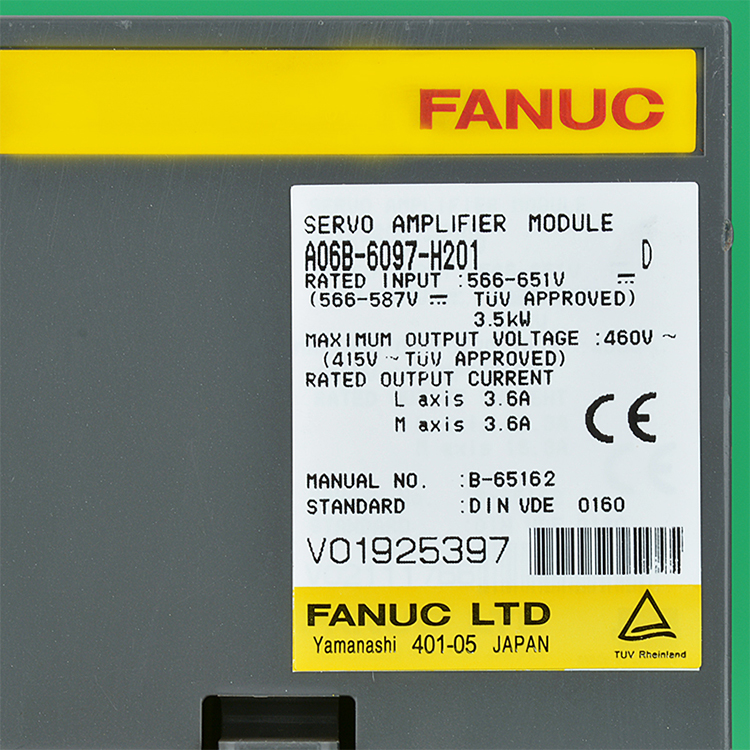 FANUC
SERVO AMPLIFIER MODULE
A06B-6097-H201 D
RATED INPUT :566-651V ⎓
(566-587V ⎓ TÜV APPROVED)
3.5kW
MAXIMUM OUTPUT VOLTAGE :460V ~
(415V ~ TÜV APPROVED)
RATED OUTPUT CURRENT
L axis 3.6A
M axis 3.6A
CE
MANUAL NO. :B-65162
STANDARD :DIN VDE 0160
V01925397
FANUC LTD
Yamanashi 401-05 JAPAN
TÜV Rheinland